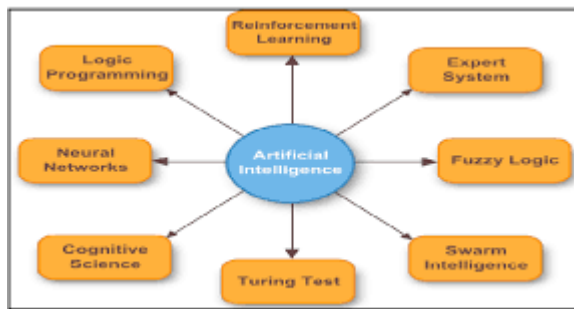 Reinforcement
Learning
Logic
Programming
Expert
System
Neural
Networks
Artificial
Intelligence
Fuzzy Logic
Cognitive
Science
Turing Test
Swarm
Intelligence